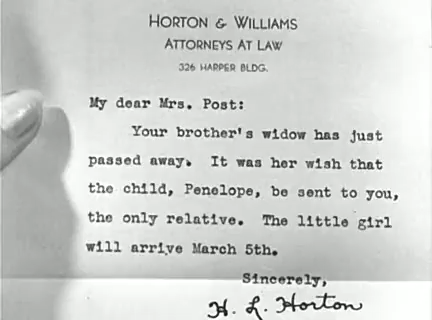 HORTON & WILLIAMS
ATTORNEYS AT LAW
326 HARPER BLDG.
My dear Mrs. Post:
Your brother's widow has just
passed away. It was her wish that
the child, Penelope, be sent to you,
the only relative. The little girl
will arrive March 5th.
Sincerely,
H. L. Horton